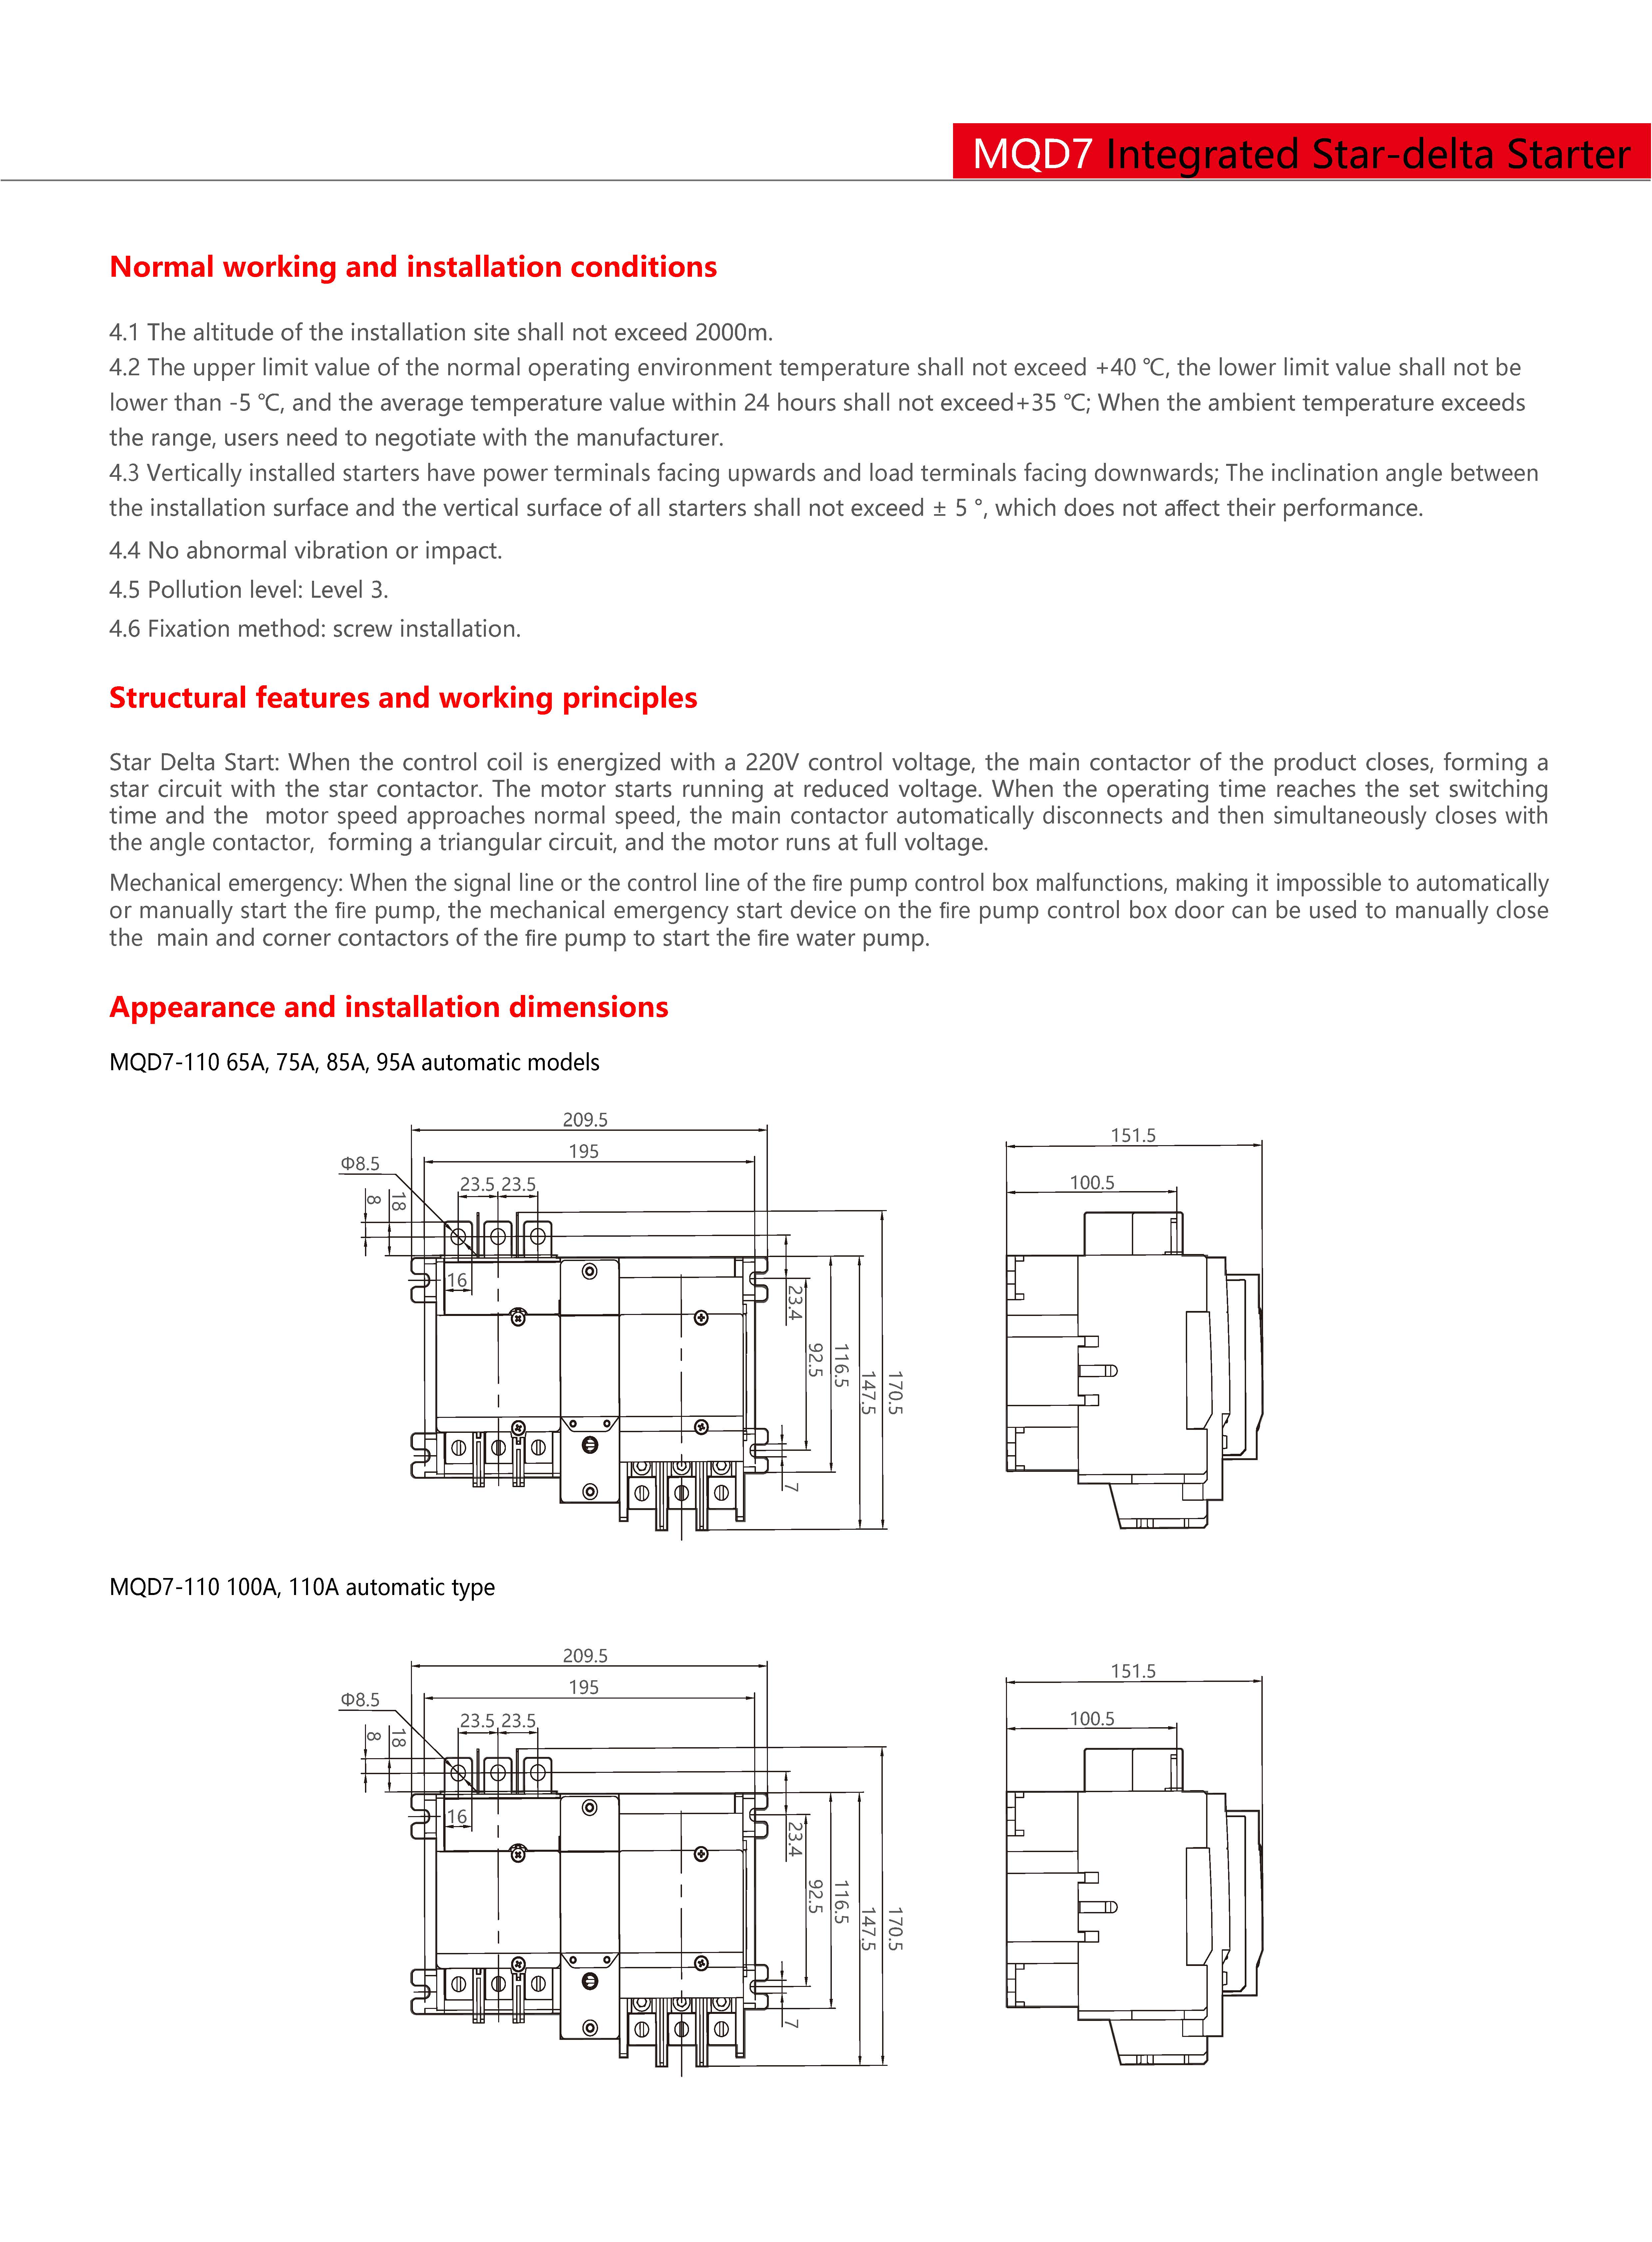 MQD7 Integrated Star-delta Starter
Normal working and installation conditions
4.1 The altitude of the installation site shall not exceed 2000m.
4.2 The upper limit value of the normal operating environment temperature shall not exceed +40 ℃, the lower limit value shall not be
lower than -5 ℃, and the average temperature value within 24 hours shall not exceed+35 ℃; When the ambient temperature exceeds
the range, users need to negotiate with the manufacturer.
4.3 Vertically installed starters have power terminals facing upwards and load terminals facing downwards; The inclination angle between
the installation surface and the vertical surface of all starters shall not exceed ± 5 °, which does not affect their performance.
4.4 No abnormal vibration or impact.
4.5 Pollution level: Level 3.
4.6 Fixation method: screw installation.
Structural features and working principles
Star Delta Start: When the control coil is energized with a 220V control voltage, the main contactor of the product closes, forming a
star circuit with the star contactor. The motor starts running at reduced voltage. When the operating time reaches the set switching
time and the  motor speed approaches normal speed, the main contactor automatically disconnects and then simultaneously closes with
the angle contactor,  forming a triangular circuit, and the motor runs at full voltage.
Mechanical emergency: When the signal line or the control line of the fire pump control box malfunctions, making it impossible to automatically
or manually start the fire pump, the mechanical emergency start device on the fire pump control box door can be used to manually close
the  main and corner contactors of the fire pump to start the fire water pump.
Appearance and installation dimensions
MQD7-110 65A, 75A, 85A, 95A automatic models
209.5
195
Φ8.5
23.5 23.5
8
18
16
23.4
92.5
116.5
147.5
170.5
7
151.5
100.5
MQD7-110 100A, 110A automatic type
209.5
195
Φ8.5
23.5 23.5
8
18
16
23.4
92.5
116.5
147.5
170.5
7
151.5
100.5